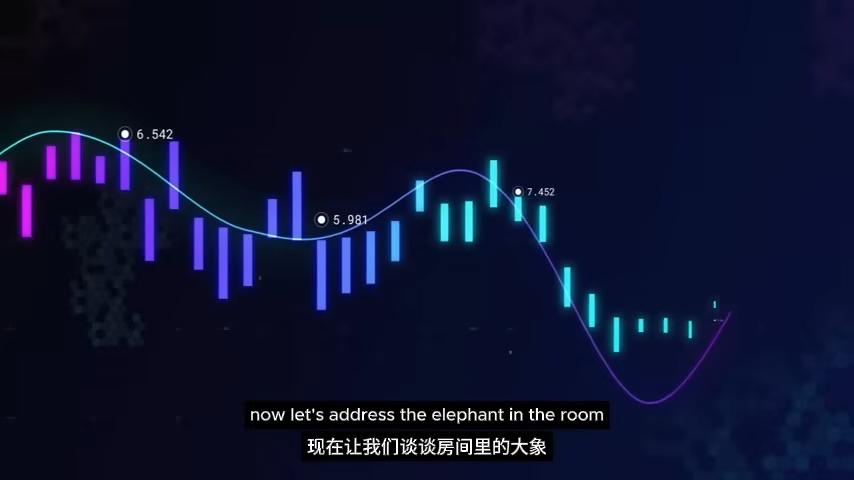 6.542
5.981
7.452
now let's address the elephant in the room
现在让我们谈谈房间里的大象